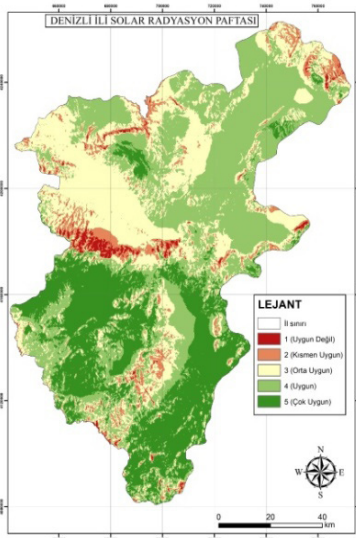 DENİZLİ İLİ SOLAR RADYASYON PAFTASI
LEJANT
İl sınırı
1 (Uygun Değil)
2 (Kısmen Uygun)
3 (Orta Uygun)
4 (Uygun)
5 (Çok Uygun)
N
W E
S
0 20 40
km